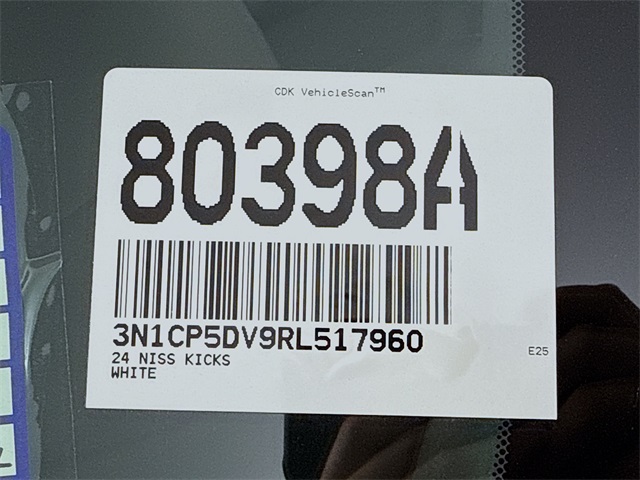 CDK VehicleScan™
80398A
3N1CP5DV9RL517960
24 NISS KICKS
WHITE
E25